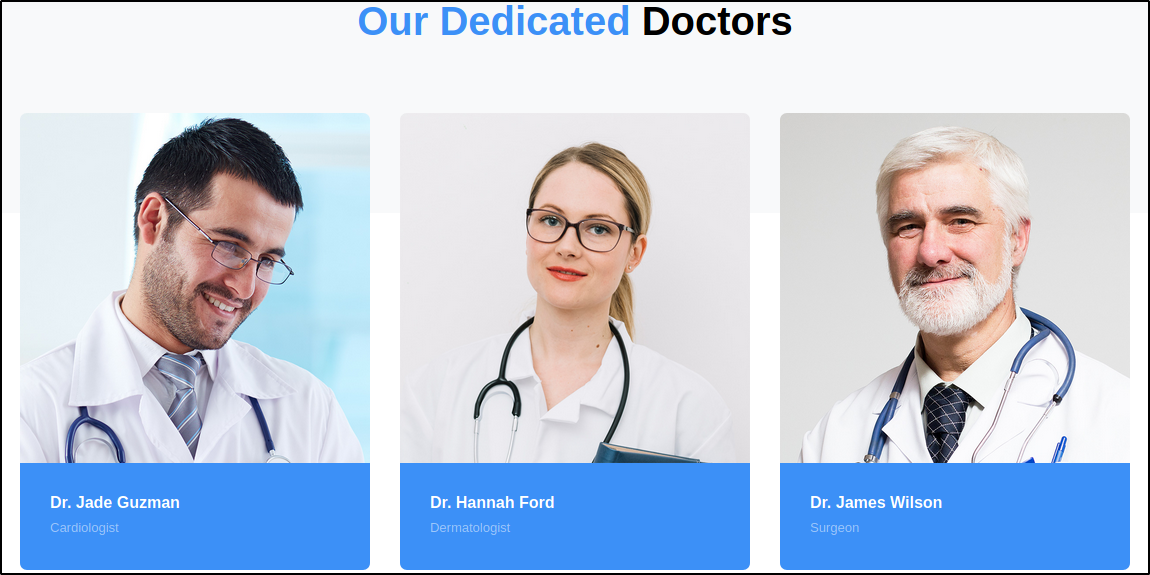 Our Dedicated Doctors
Dr. Jade Guzman
Cardiologist
Dr. Hannah Ford
Dermatologist
Dr. James Wilson
Surgeon